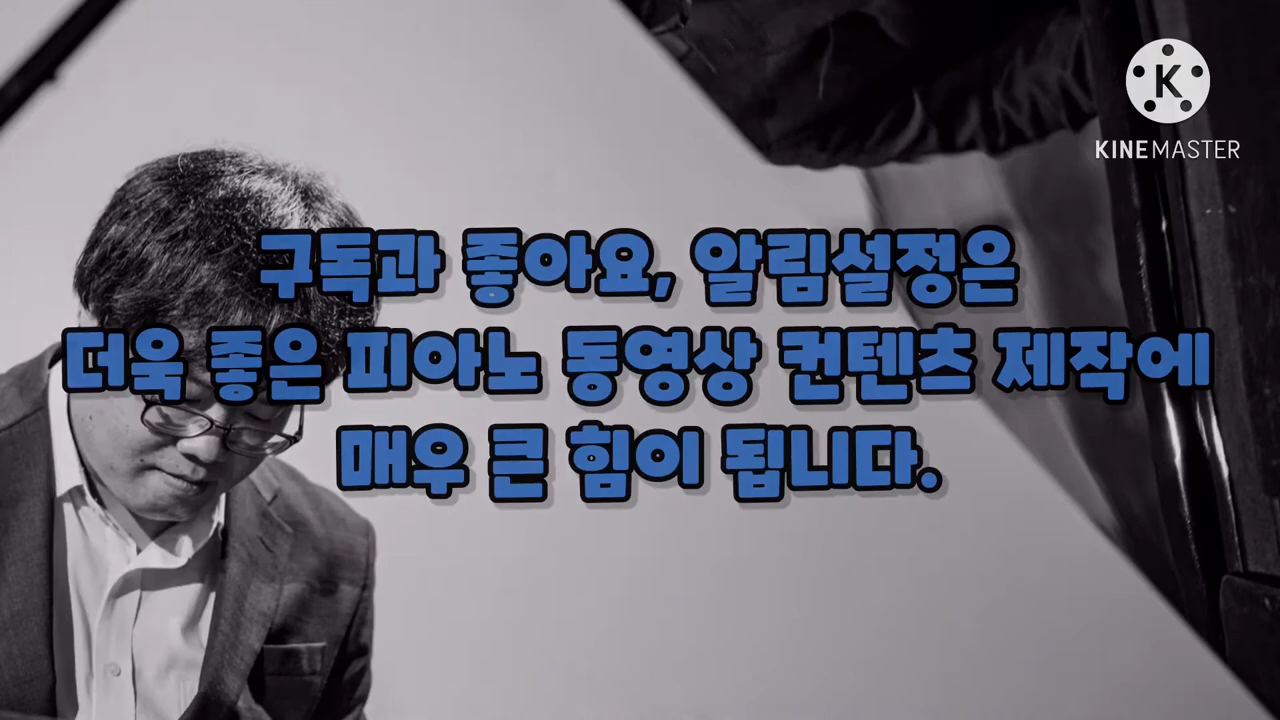 K
KINEMASTER
구독과 좋아요, 알림설정은
더욱 좋은 피아노 동영상 컨텐츠 제작에
매우 큰 힘이 됩니다.